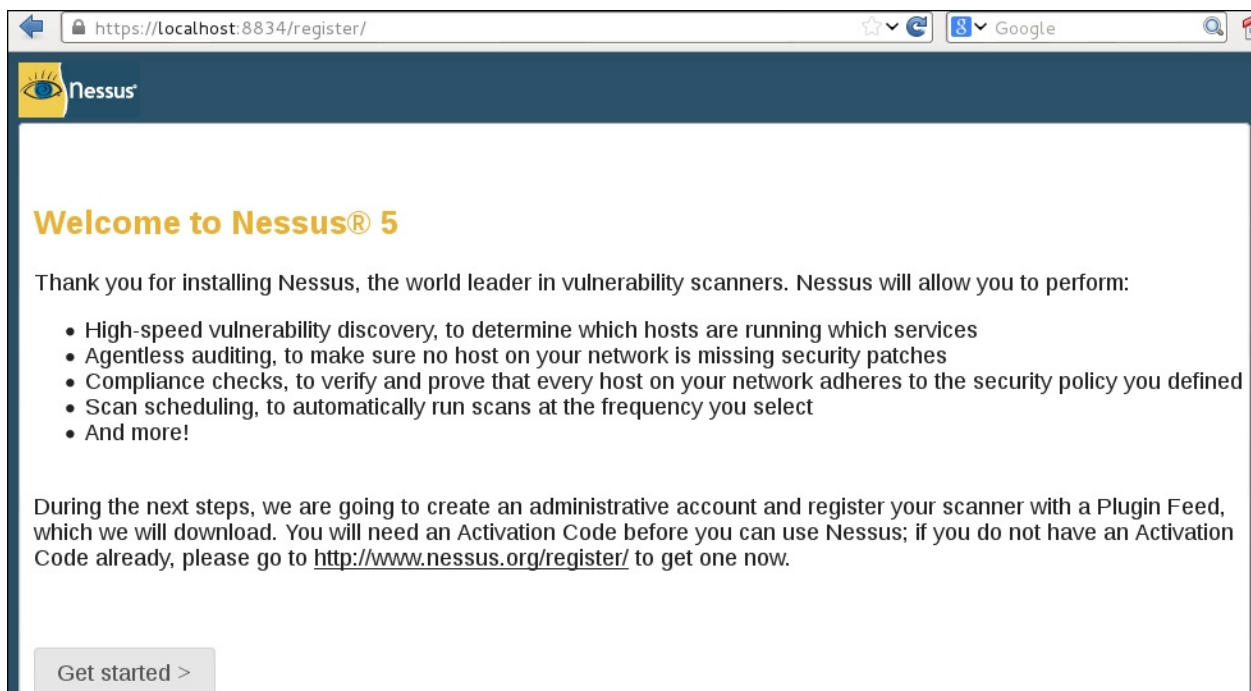 https://localhost:8834/register/
Google
Nessus
Welcome to Nessus® 5
Thank you for installing Nessus, the world leader in vulnerability scanners. Nessus will allow you to perform:
• High-speed vulnerability discovery, to determine which hosts are running which services
• Agentless auditing, to make sure no host on your network is missing security patches
• Compliance checks, to verify and prove that every host on your network adheres to the security policy you defined
• Scan scheduling, to automatically run scans at the frequency you select
• And more!
During the next steps, we are going to create an administrative account and register your scanner with a Plugin Feed,
which we will download. You will need an Activation Code before you can use Nessus; if you do not have an Activation
Code already, please go to http://www.nessus.org/register/ to get one now.
Get started >